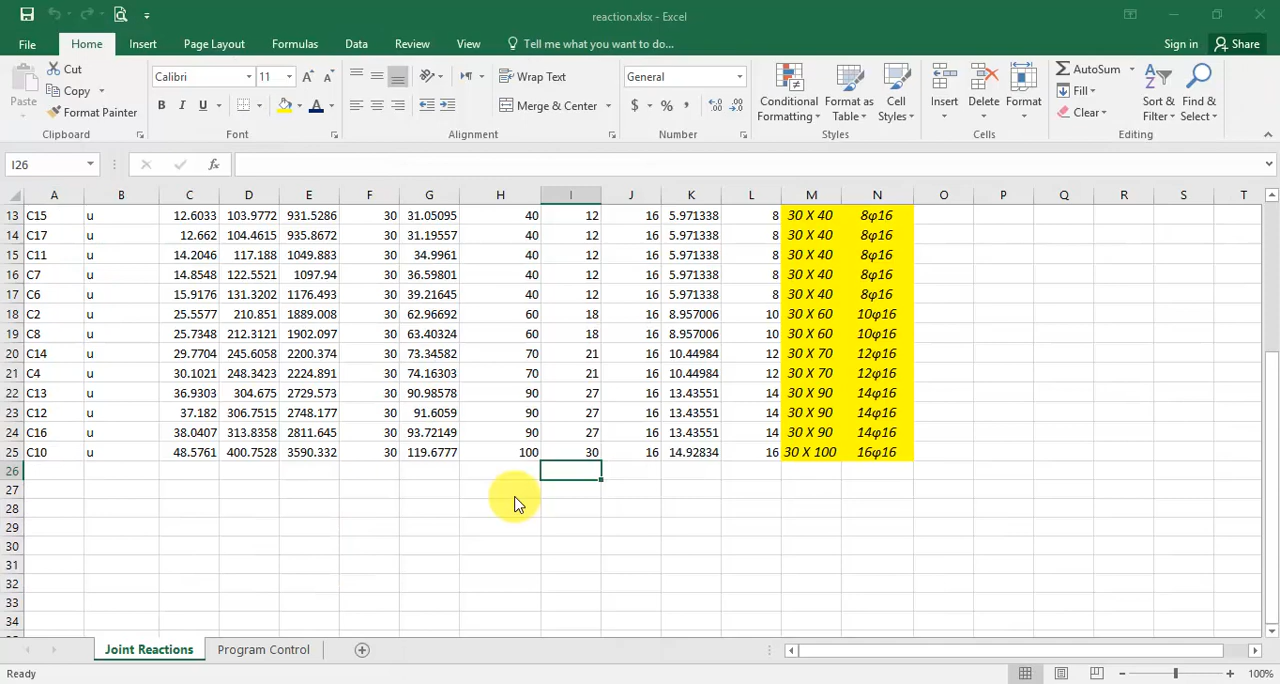 reaction.xlsx - Excel
File Home Insert Page Layout Formulas Data Review View Tell me what you want to do... Sign in Share
Paste Cut Copy Format Painter
Calibri 11
B I U A
Wrap Text
Merge & Center
General
$ % ,
Conditional Formatting Format as Table Cell Styles
Insert Delete Format
AutoSum Fill Clear
Sort & Filter Find & Select
Clipboard Font Alignment Number Styles Cells Editing
I26 fx
A B C D E F G H I J K L M N O P Q R S T
13 C15 u 12.6033 103.9772 931.5286 30 31.05095 40 12 16 5.971338 8 30 X 40 8φ16
14 C17 u 12.662 104.4615 935.8672 30 31.19557 40 12 16 5.971338 8 30 X 40 8φ16
15 C11 u 14.2046 117.188 1049.883 30 34.9961 40 12 16 5.971338 8 30 X 40 8φ16
16 C7 u 14.8548 122.5521 1097.94 30 36.59801 40 12 16 5.971338 8 30 X 40 8φ16
17 C6 u 15.9176 131.3202 1176.493 30 39.21645 40 12 16 5.971338 8 30 X 40 8φ16
18 C2 u 25.5577 210.851 1889.008 30 62.96692 60 18 16 8.957006 10 30 X 60 10φ16
19 C8 u 25.7348 212.3121 1902.097 30 63.40324 60 18 16 8.957006 10 30 X 60 10φ16
20 C14 u 29.7704 245.6058 2200.374 30 73.34582 70 21 16 10.44984 12 30 X 70 12φ16
21 C4 u 30.1021 248.3423 2224.891 30 74.16303 70 21 16 10.44984 12 30 X 70 12φ16
22 C13 u 36.9303 304.675 2729.573 30 90.98578 90 27 16 13.43551 14 30 X 90 14φ16
23 C12 u 37.182 306.7515 2748.177 30 91.6059 90 27 16 13.43551 14 30 X 90 14φ16
24 C16 u 38.0407 313.8358 2811.645 30 93.72149 90 27 16 13.43551 14 30 X 90 14φ16
25 C10 u 48.5761 400.7528 3590.332 30 119.6777 100 30 16 14.92834 16 30 X 100 16φ16
26
27
28
29
30
31
32
33
34
Joint Reactions Program Control
Ready 100%